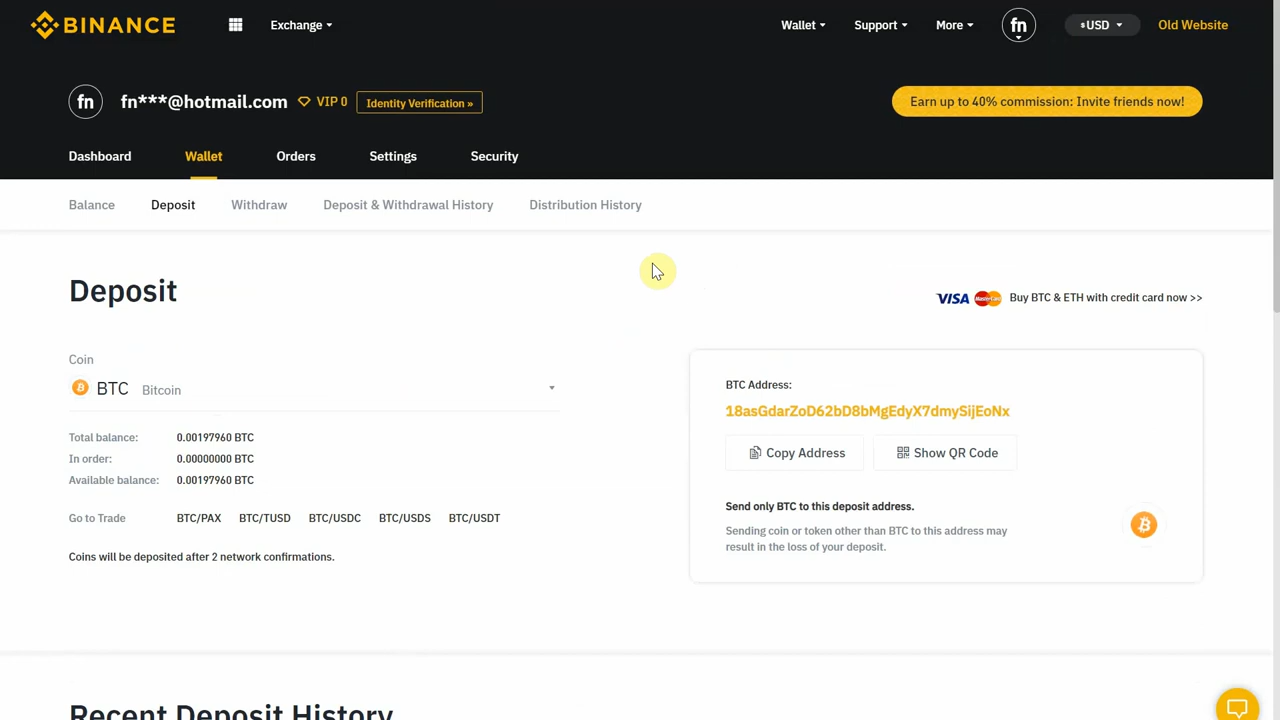 BINANCE
Exchange
Wallet
Support
More
fn
$ USD
Old Website
fn
fn***@hotmail.com
VIP 0
Identity Verification »
Earn up to 40% commission: Invite friends now!
Dashboard
Wallet
Orders
Settings
Security
Balance
Deposit
Withdraw
Deposit & Withdrawal History
Distribution History
Deposit
VISA MasterCard Buy BTC & ETH with credit card now >>
Coin
BTC Bitcoin
Total balance: 0.00197960 BTC
In order: 0.00000000 BTC
Available balance: 0.00197960 BTC
Go to Trade BTC/PAX BTC/TUSD BTC/USDC BTC/USDS BTC/USDT
Coins will be deposited after 2 network confirmations.
BTC Address:
18asGdarZoD62bD8bMgEdyX7dmySijEoNx
Copy Address
Show QR Code
Send only BTC to this deposit address.
Sending coin or token other than BTC to this address may
result in the loss of your deposit.
Recent Deposit History